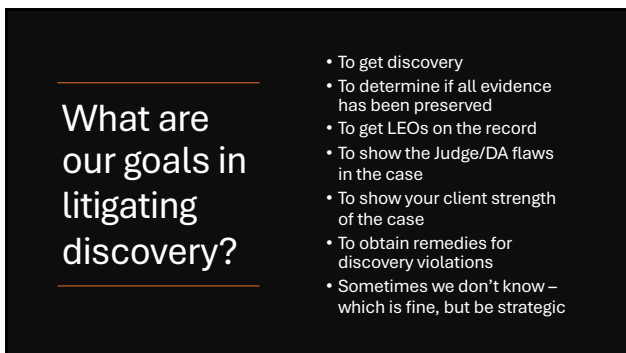 What are
our goals in
litigating
discovery?
• To get discovery
• To determine if all evidence
has been preserved
• To get LEOs on the record
• To show the Judge/DA flaws
in the case
• To show your client strength
of the case
• To obtain remedies for
discovery violations
• Sometimes we don’t know –
which is fine, but be strategic